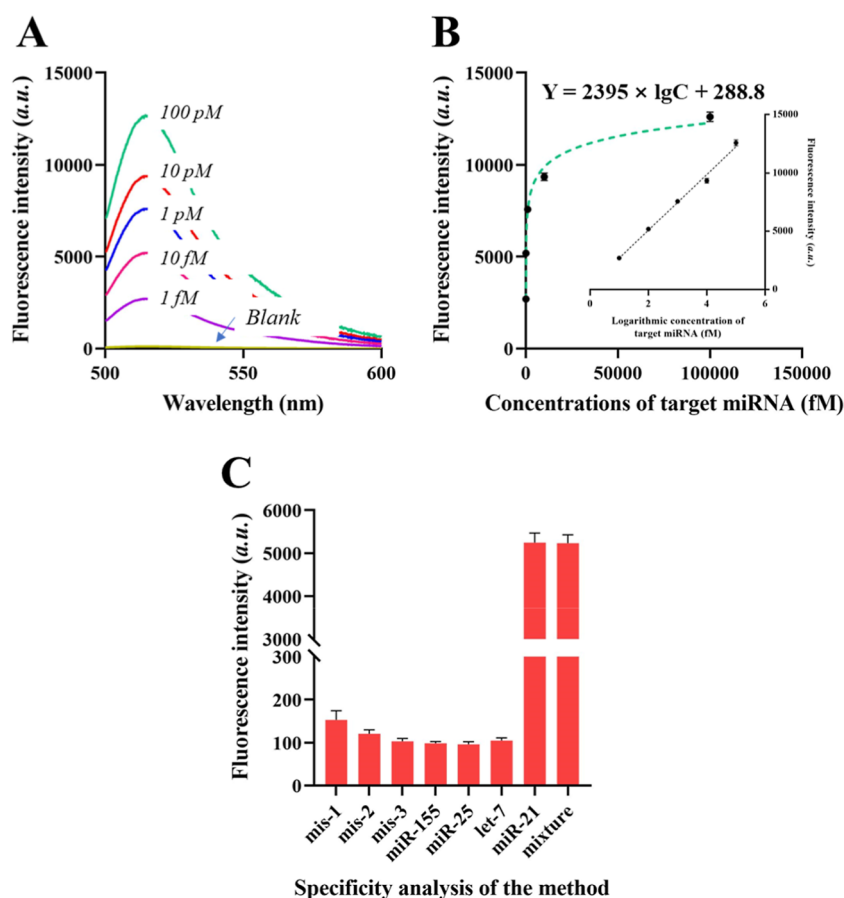 A
Fluorescence intensity (a.u.)
15000
10000
5000
0
100 pM
10 pM
1 pM
10 fM
1 fM
Blank
500
550
600
Wavelength (nm)
B
Fluorescence intensity (a.u.)
15000
10000
5000
0
Y = 2395 × lgC + 288.8
15000
10000
5000
0
Fluorescence intensity (a.u.)
0
2
4
6
Logarithmic concentration of
target miRNA (fM)
0
50000
100000
150000
Concentrations of target miRNA (fM)
C
Fluorescence intensity (a.u.)
6000
5000
4000
3000
300
200
100
0
mis-1
mis-2
mis-3
miR-155
miR-25
let-7
miR-21
mixture
Specificity analysis of the method